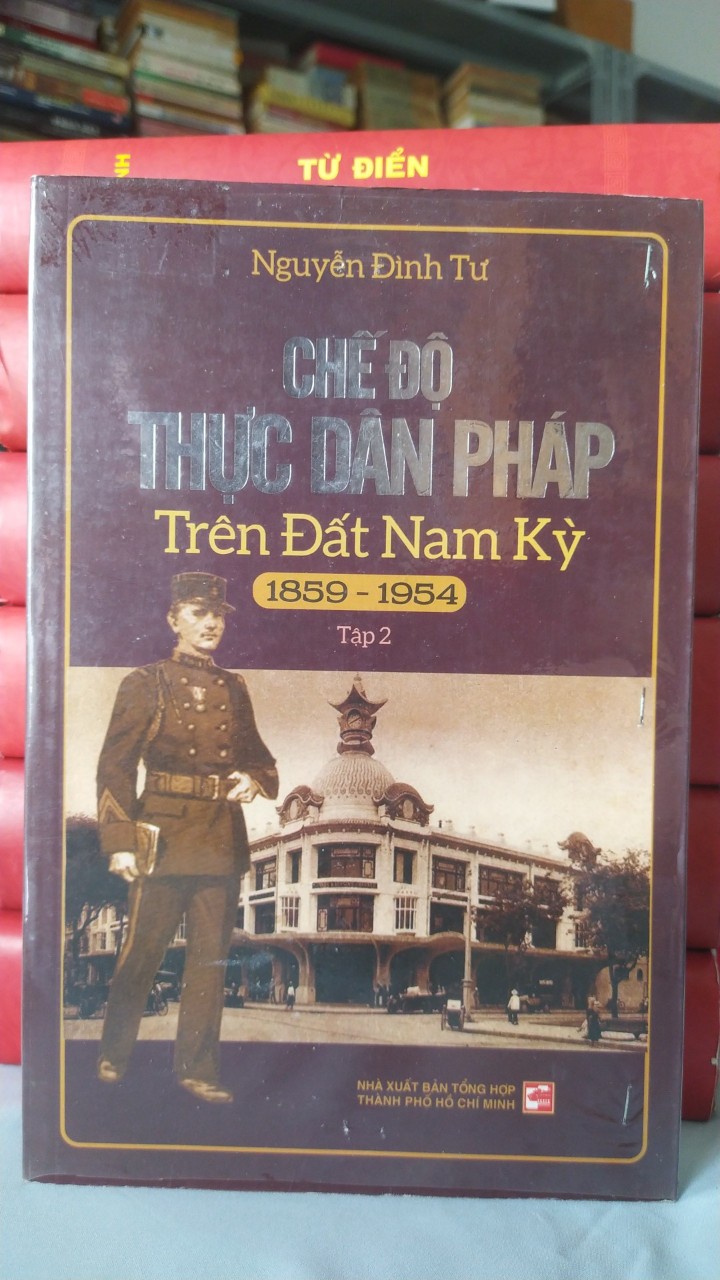 TỪ ĐIỂN
Nguyễn Đình Tư
CHẾ ĐỘ
THỰC DÂN PHÁP
Trên Đất Nam Kỳ
1859 - 1954
Tập 2
NHÀ XUẤT BẢN TỔNG HỢP
THÀNH PHỐ HỒ CHÍ MINH